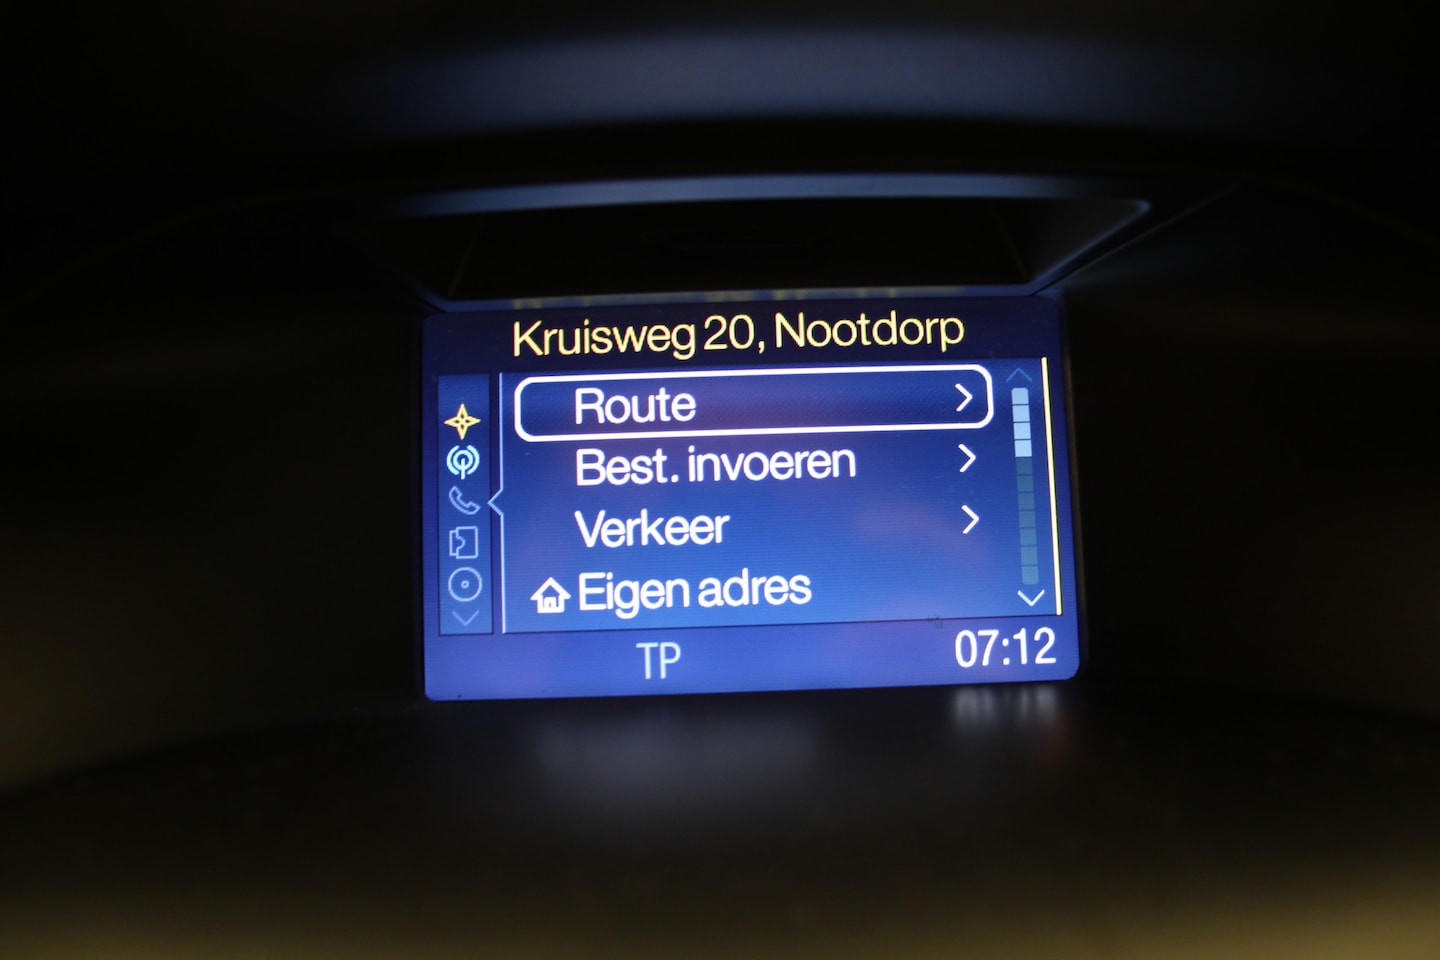 Kruisweg 20, Nootdorp
Route
Best. invoeren
Verkeer
Eigen adres
TP
07:12